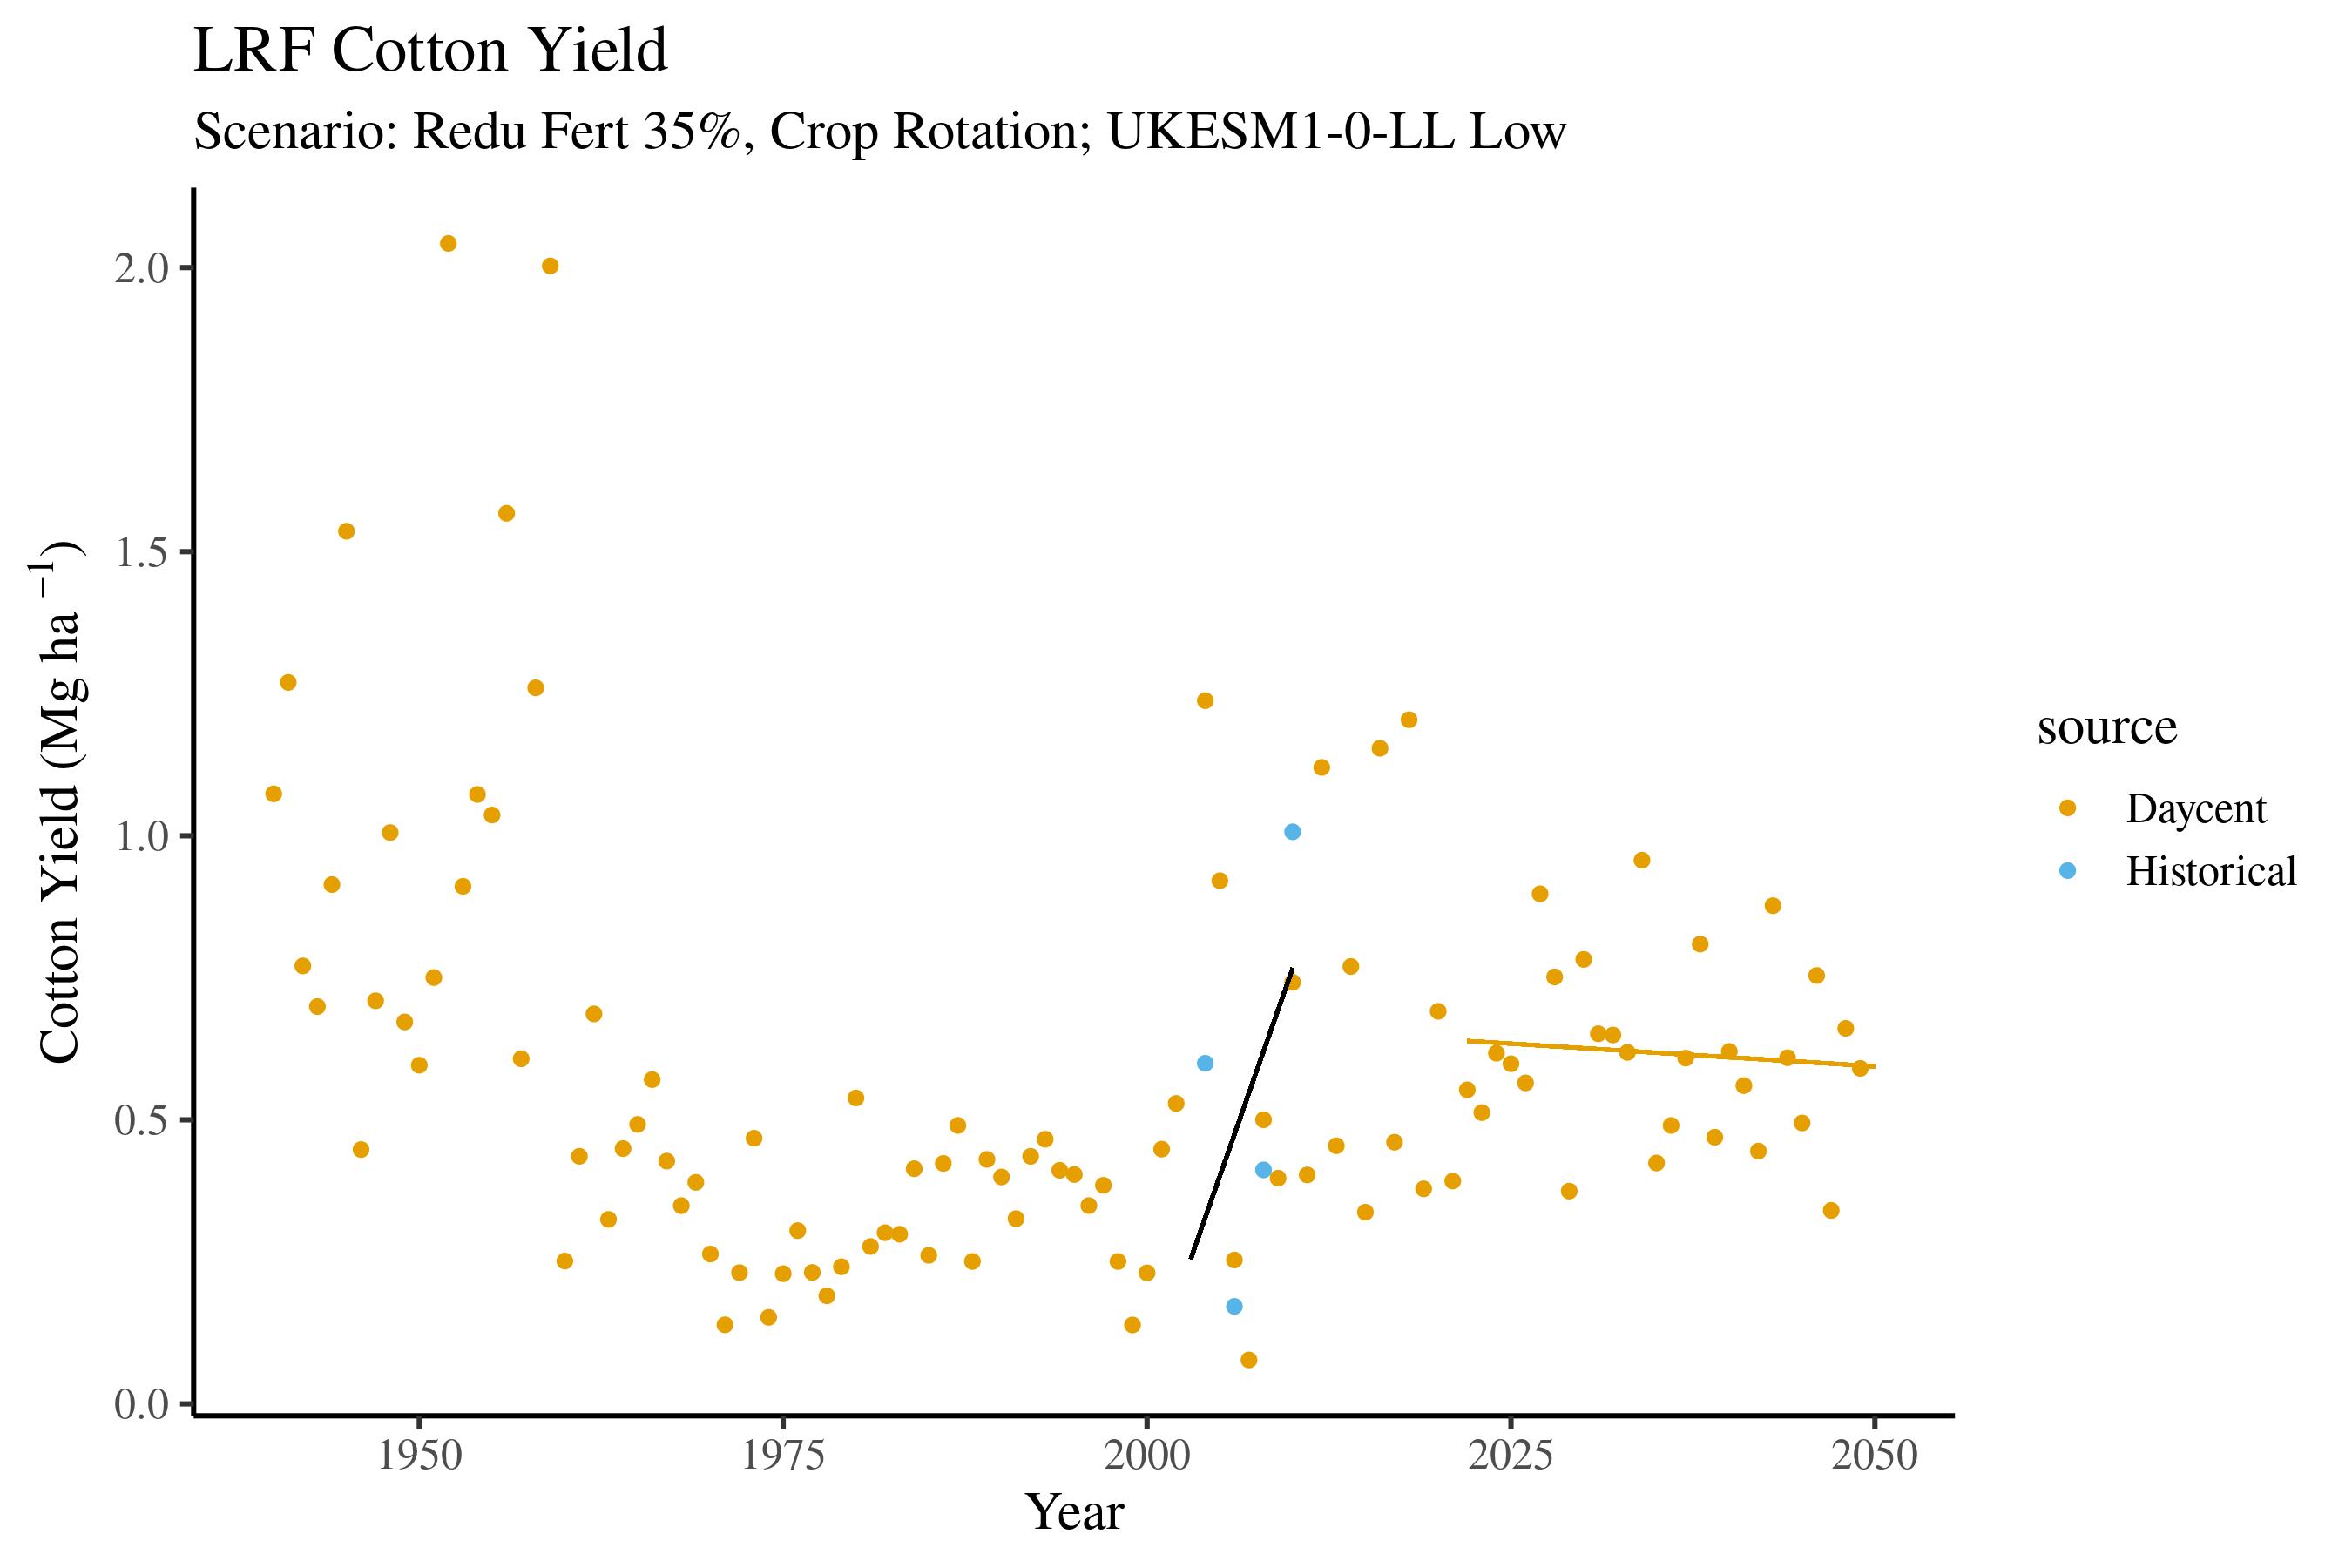 LRF Cotton Yield
Scenario: Redu Fert 35%, Crop Rotation; UKESM1-0-LL Low
Cotton Yield (Mg ha −1)
2.0
1.5
1.0
0.5
0.0
1950 1975 2000 2025 2050
Year
source
Daycent
Historical